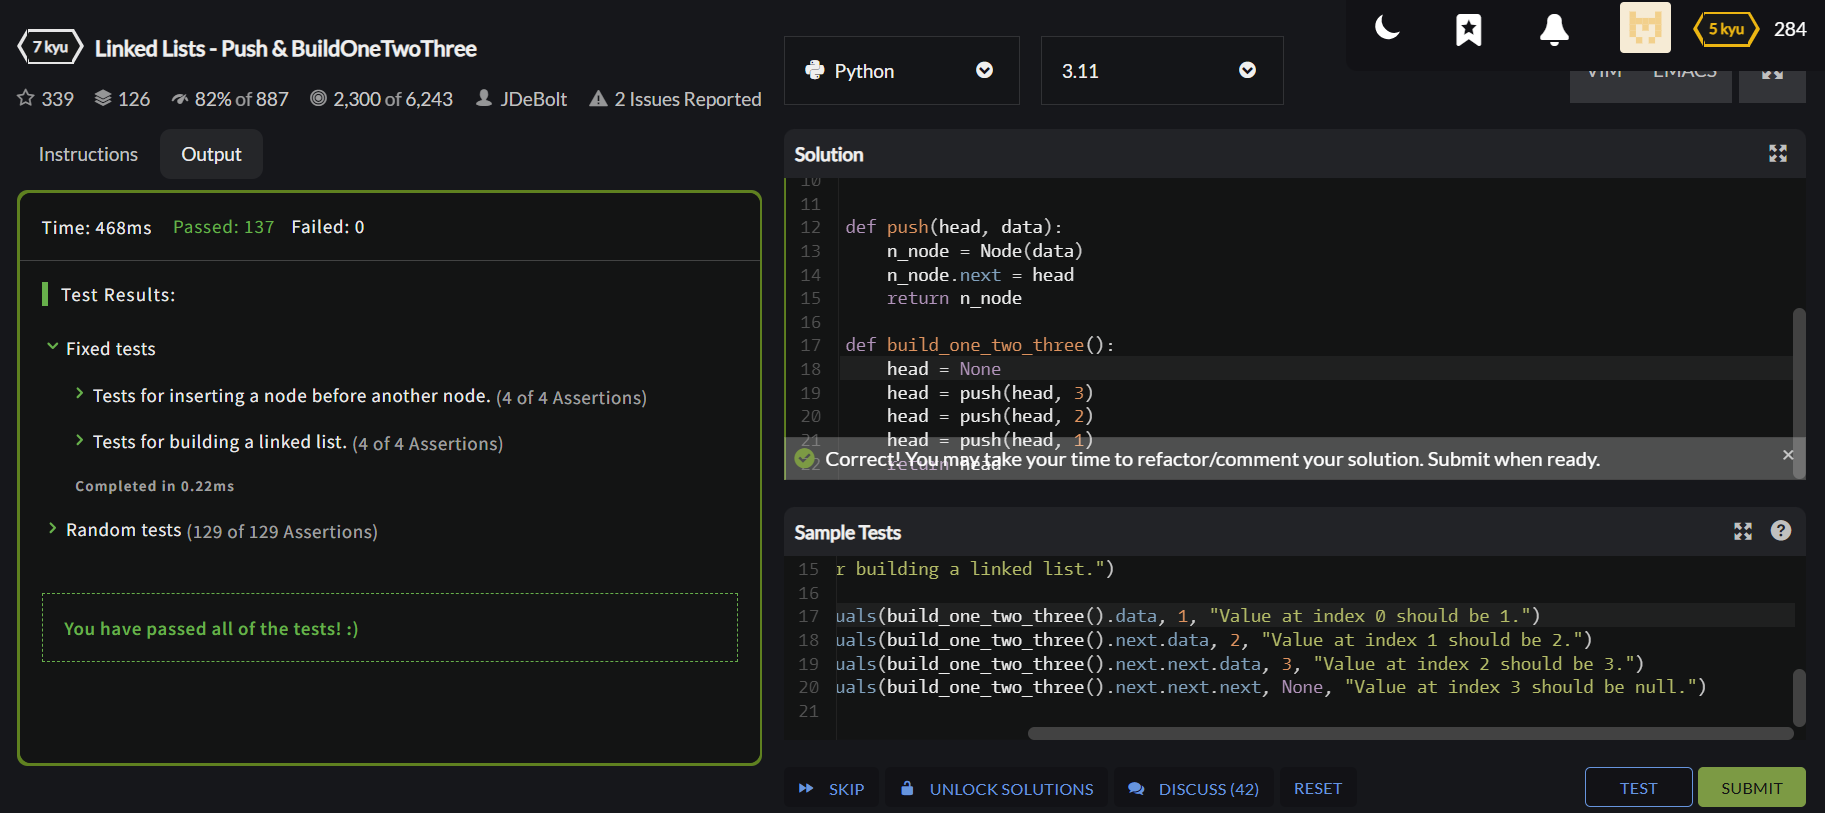 7 kyu Linked Lists - Push & BuildOneTwoThree
339 126 82% of 887 2,300 of 6,243 JDeBolt 2 Issues Reported
Instructions Output
Time: 468ms Passed: 137 Failed: 0
Test Results:
Fixed tests
Tests for inserting a node before another node. (4 of 4 Assertions)
Tests for building a linked list. (4 of 4 Assertions)
Completed in 0.22ms
Random tests (129 of 129 Assertions)
You have passed all of the tests! :)
Python 3.11
5 kyu 284
VIM EMACS
Solution
10
11
12 def push(head, data):
13 n_node = Node(data)
14 n_node.next = head
15 return n_node
16
17 def build_one_two_three():
18 head = None
19 head = push(head, 3)
20 head = push(head, 2)
21 head = push(head, 1)
22 return head
Correct! You may take your time to refactor/comment your solution. Submit when ready. ×
Sample Tests ?
15 r building a linked list.")
16
17 uals(build_one_two_three().data, 1, "Value at index 0 should be 1.")
18 uals(build_one_two_three().next.data, 2, "Value at index 1 should be 2.")
19 uals(build_one_two_three().next.next.data, 3, "Value at index 2 should be 3.")
20 uals(build_one_two_three().next.next.next, None, "Value at index 3 should be null.")
21
SKIP UNLOCK SOLUTIONS DISCUSS (42) RESET TEST SUBMIT